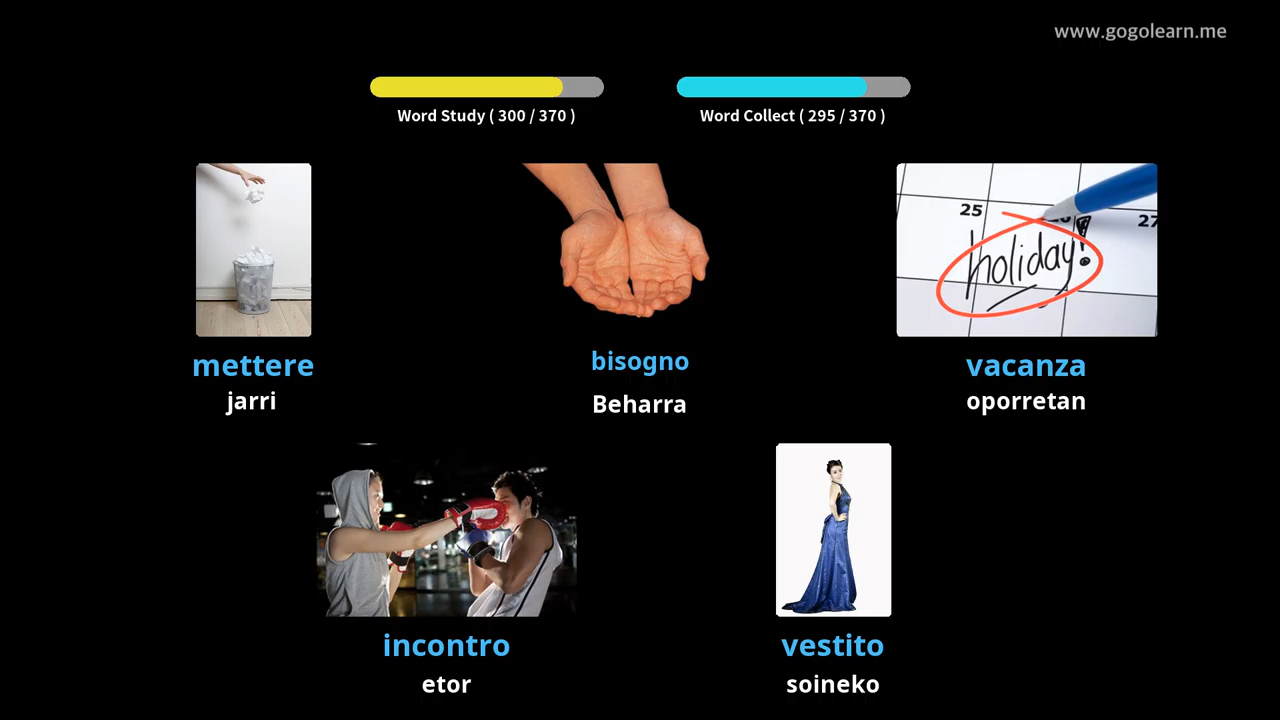 www.gogolearn.me
Word Study ( 300 / 370 )
Word Collect ( 295 / 370 )
25
27
holiday!
mettere
jarri
bisogno
Beharra
vacanza
oporretan
incontro
etor
vestito
soineko